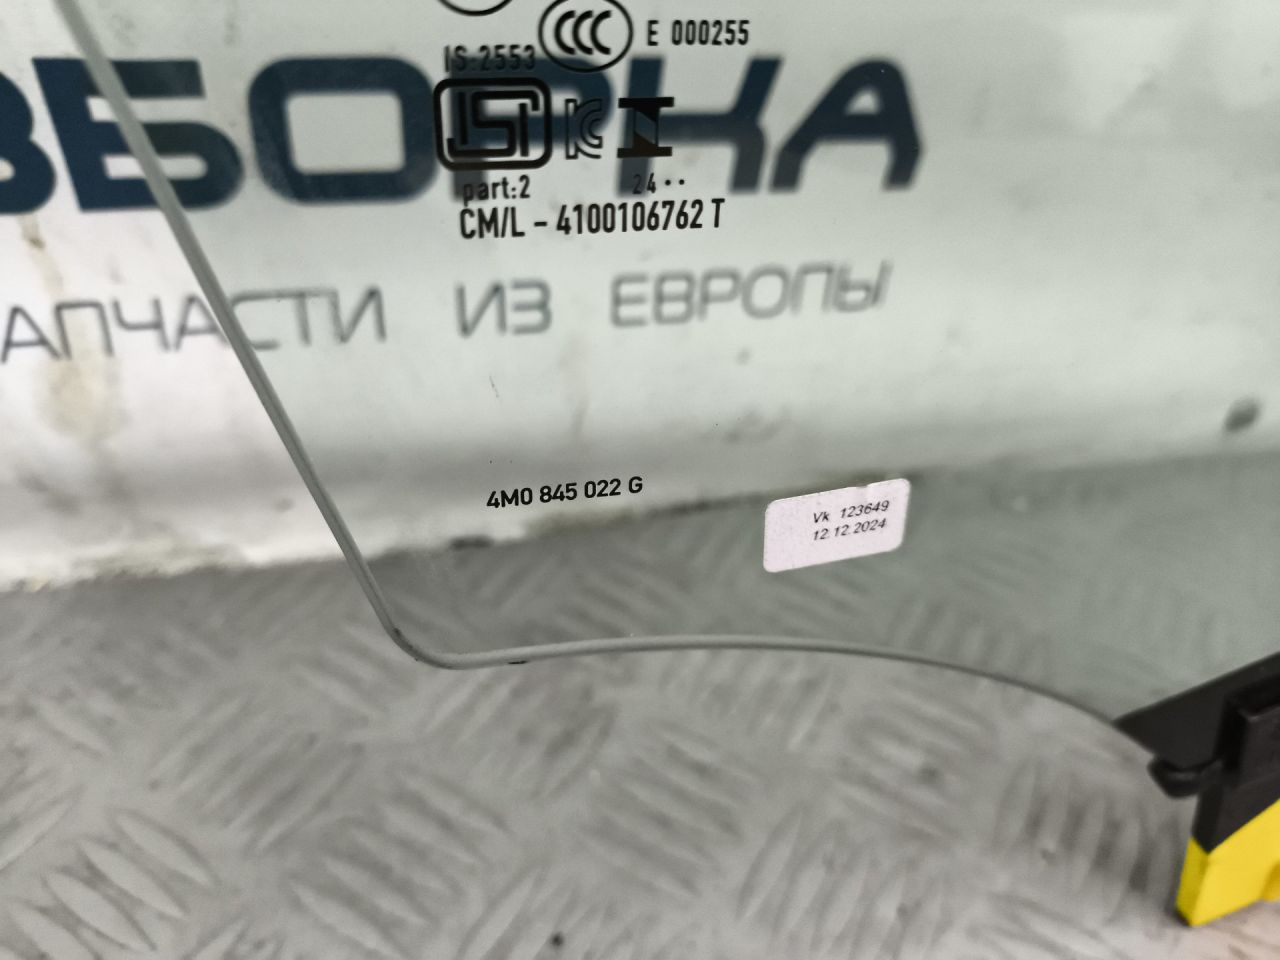 CCC E 000255
IS:2553
ЗБОРКА
ISI KC N
part:2 24··
CM/L - 4100106762 T
АПЧАСТИ ИЗ ЕВРОПЫ
4M0 845 022 G
Vk 123649
12.12.2024